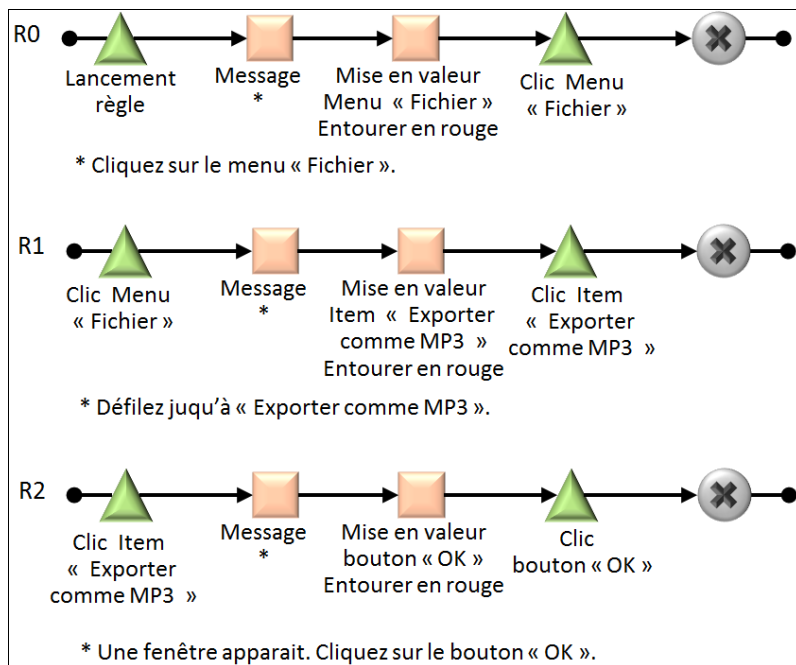 R0
Lancement
règle
Message
*
Mise en valeur
Menu « Fichier »
Entourer en rouge
Clic Menu
« Fichier »
* Cliquez sur le menu « Fichier ».
R1
Clic Menu
« Fichier »
Message
*
Mise en valeur
Item « Exporter
comme MP3 »
Entourer en rouge
Clic Item
« Exporter
comme MP3 »
* Défilez juqu'à « Exporter comme MP3 ».
R2
Clic Item
« Exporter
comme MP3 »
Message
*
Mise en valeur
bouton « OK »
Entourer en rouge
Clic
bouton « OK »
* Une fenêtre apparait. Cliquez sur le bouton « OK ».